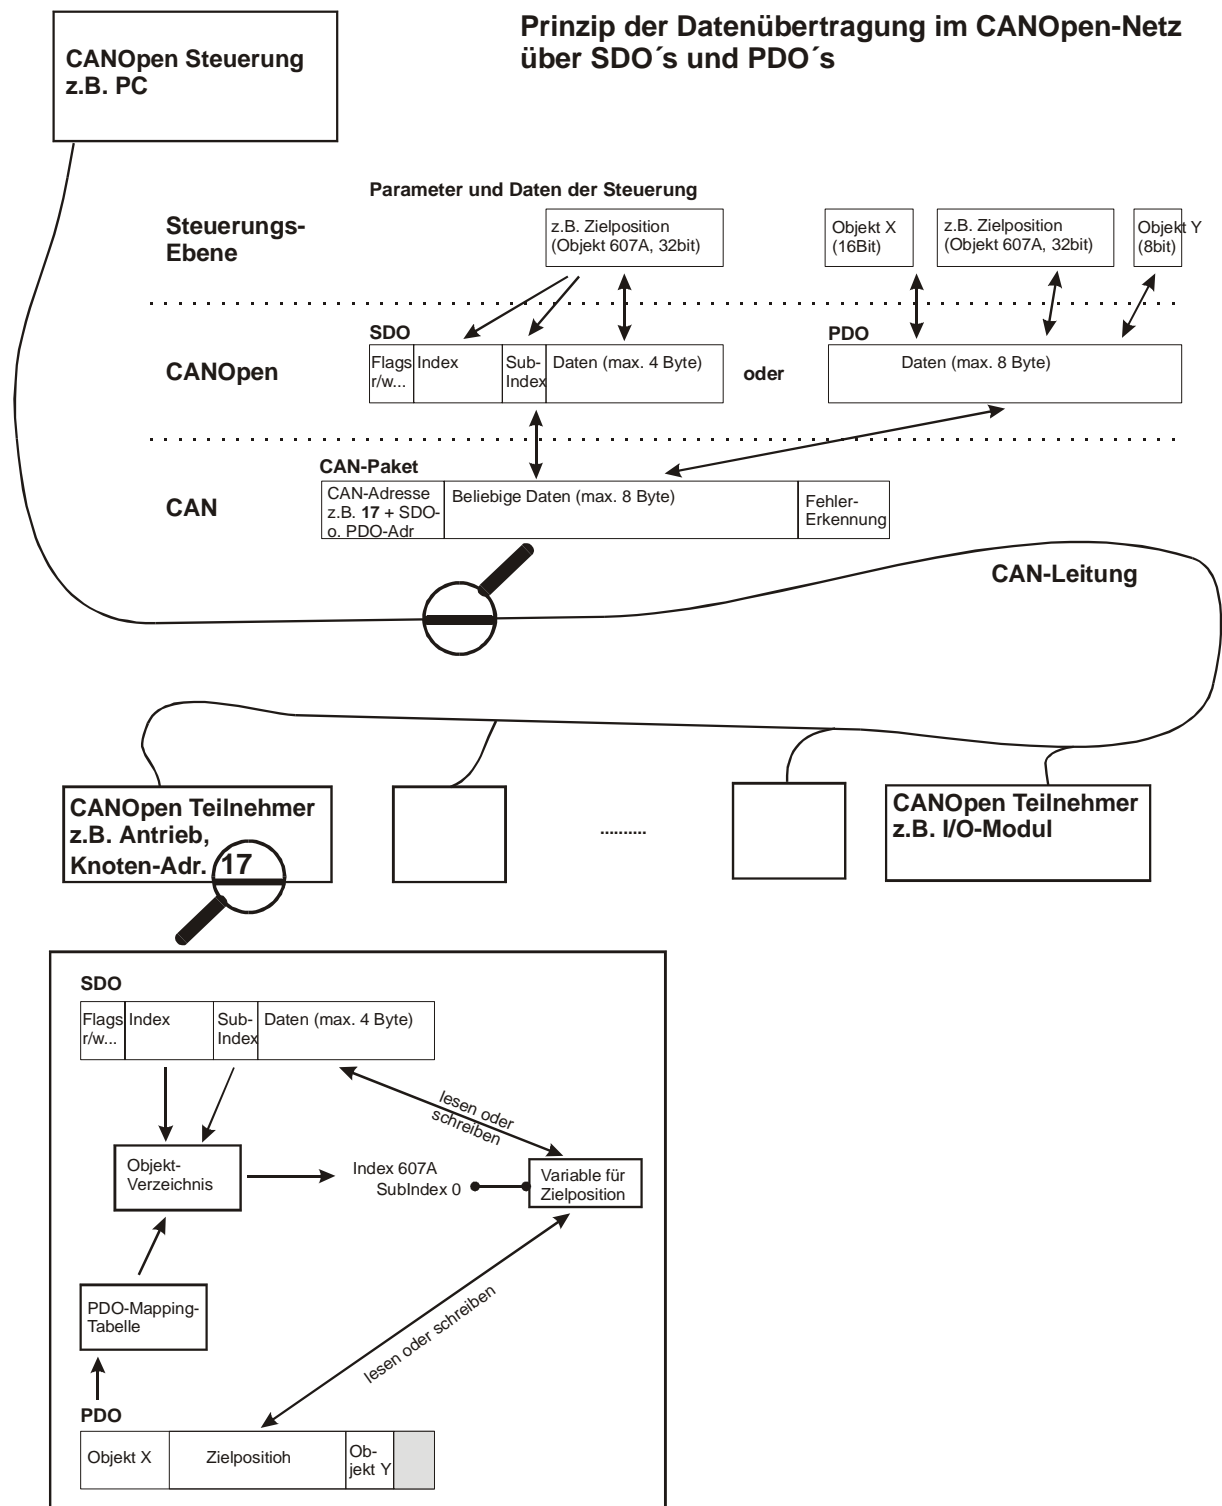 Prinzip der Datenübertragung im CANOpen-Netz
über SDO´s und PDO´s
CANOpen Steuerung
z.B. PC
Parameter und Daten der Steuerung
Steuerungs-
Ebene
z.B. Zielposition
(Objekt 607A, 32bit)
Objekt X
(16Bit)
z.B. Zielposition
(Objekt 607A, 32bit)
Objekt Y
(8bit)
CANOpen
SDO
Flags
r/w...
Index
Sub-
Index
Daten (max. 4 Byte)
oder
PDO
Daten (max. 8 Byte)
CAN
CAN-Paket
CAN-Adresse
z.B. 17 + SDO-
o. PDO-Adr
Beliebige Daten (max. 8 Byte)
Fehler-
Erkennung
CAN-Leitung
CANOpen Teilnehmer
z.B. Antrieb,
Knoten-Adr. 17
..........
CANOpen Teilnehmer
z.B. I/O-Modul
SDO
Flags
r/w...
Index
Sub-
Index
Daten (max. 4 Byte)
lesen oder
schreiben
Objekt-
Verzeichnis
Index 607A
SubIndex 0
Variable für
Zielposition
PDO-Mapping-
Tabelle
lesen oder schreiben
PDO
Objekt X
Zielpositioh
Ob-
jekt Y